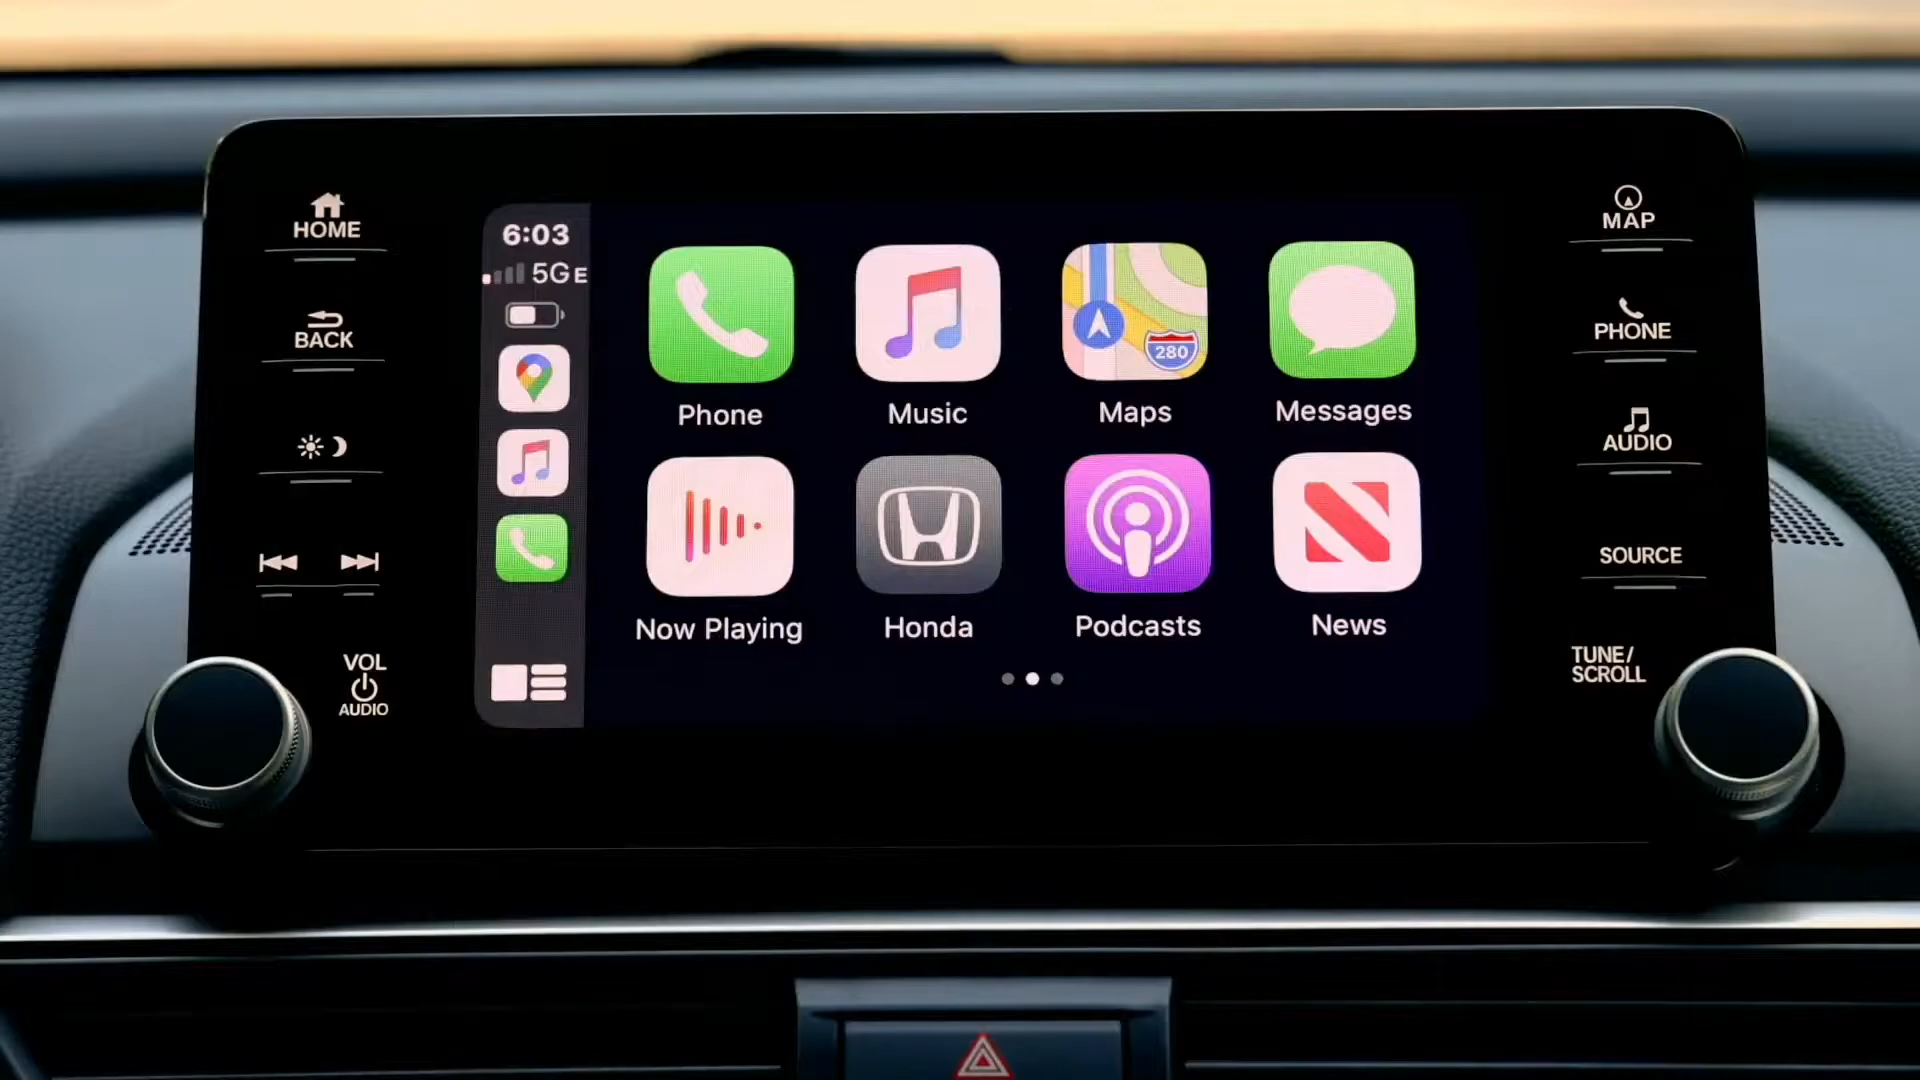 HOME
BACK
VOL
AUDIO
6:03
5GE
280
Phone
Music
Maps
Messages
Now Playing
Honda
Podcasts
News
MAP
PHONE
AUDIO
SOURCE
TUNE/
SCROLL